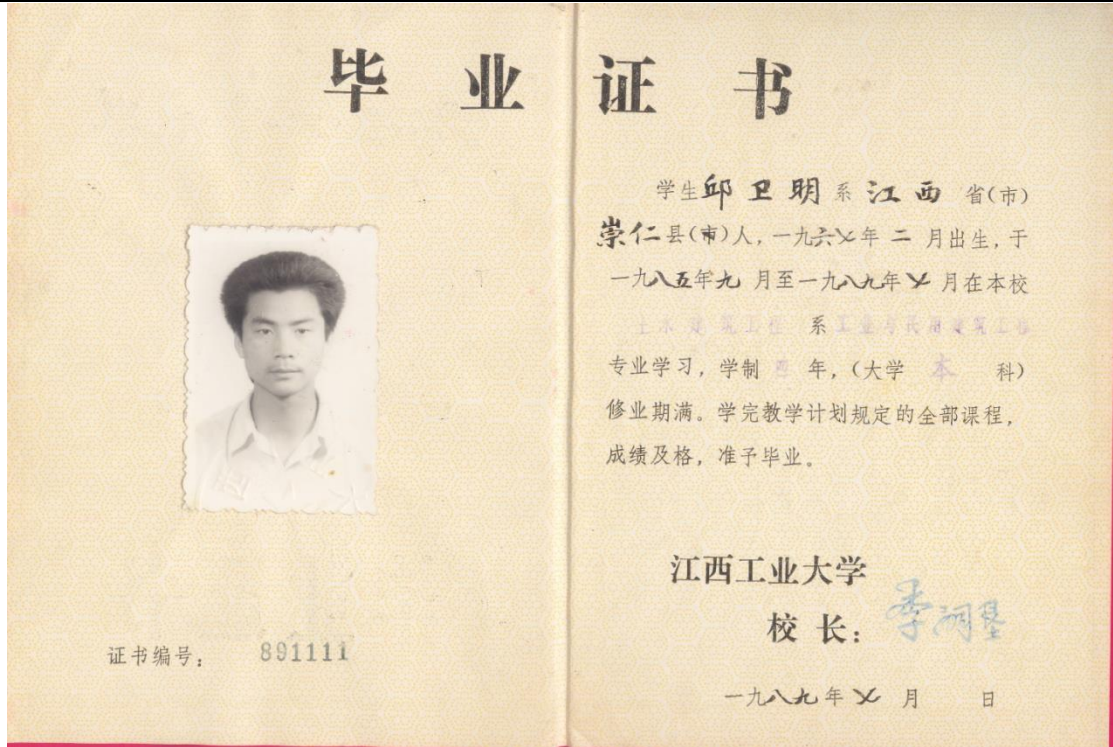 毕业证书
学生邱卫明系江西省(市)
崇仁县(市)人，一九六七年二月出生，于
一九八五年九月至一九八九年七月在本校
土木建筑工程系工业与民用建筑工程
专业学习，学制四年，(大学本科)
修业期满。学完教学计划规定的全部课程，
成绩及格，准予毕业。
江西工业大学
校长：
一九八九年七月 日
证书编号：891111